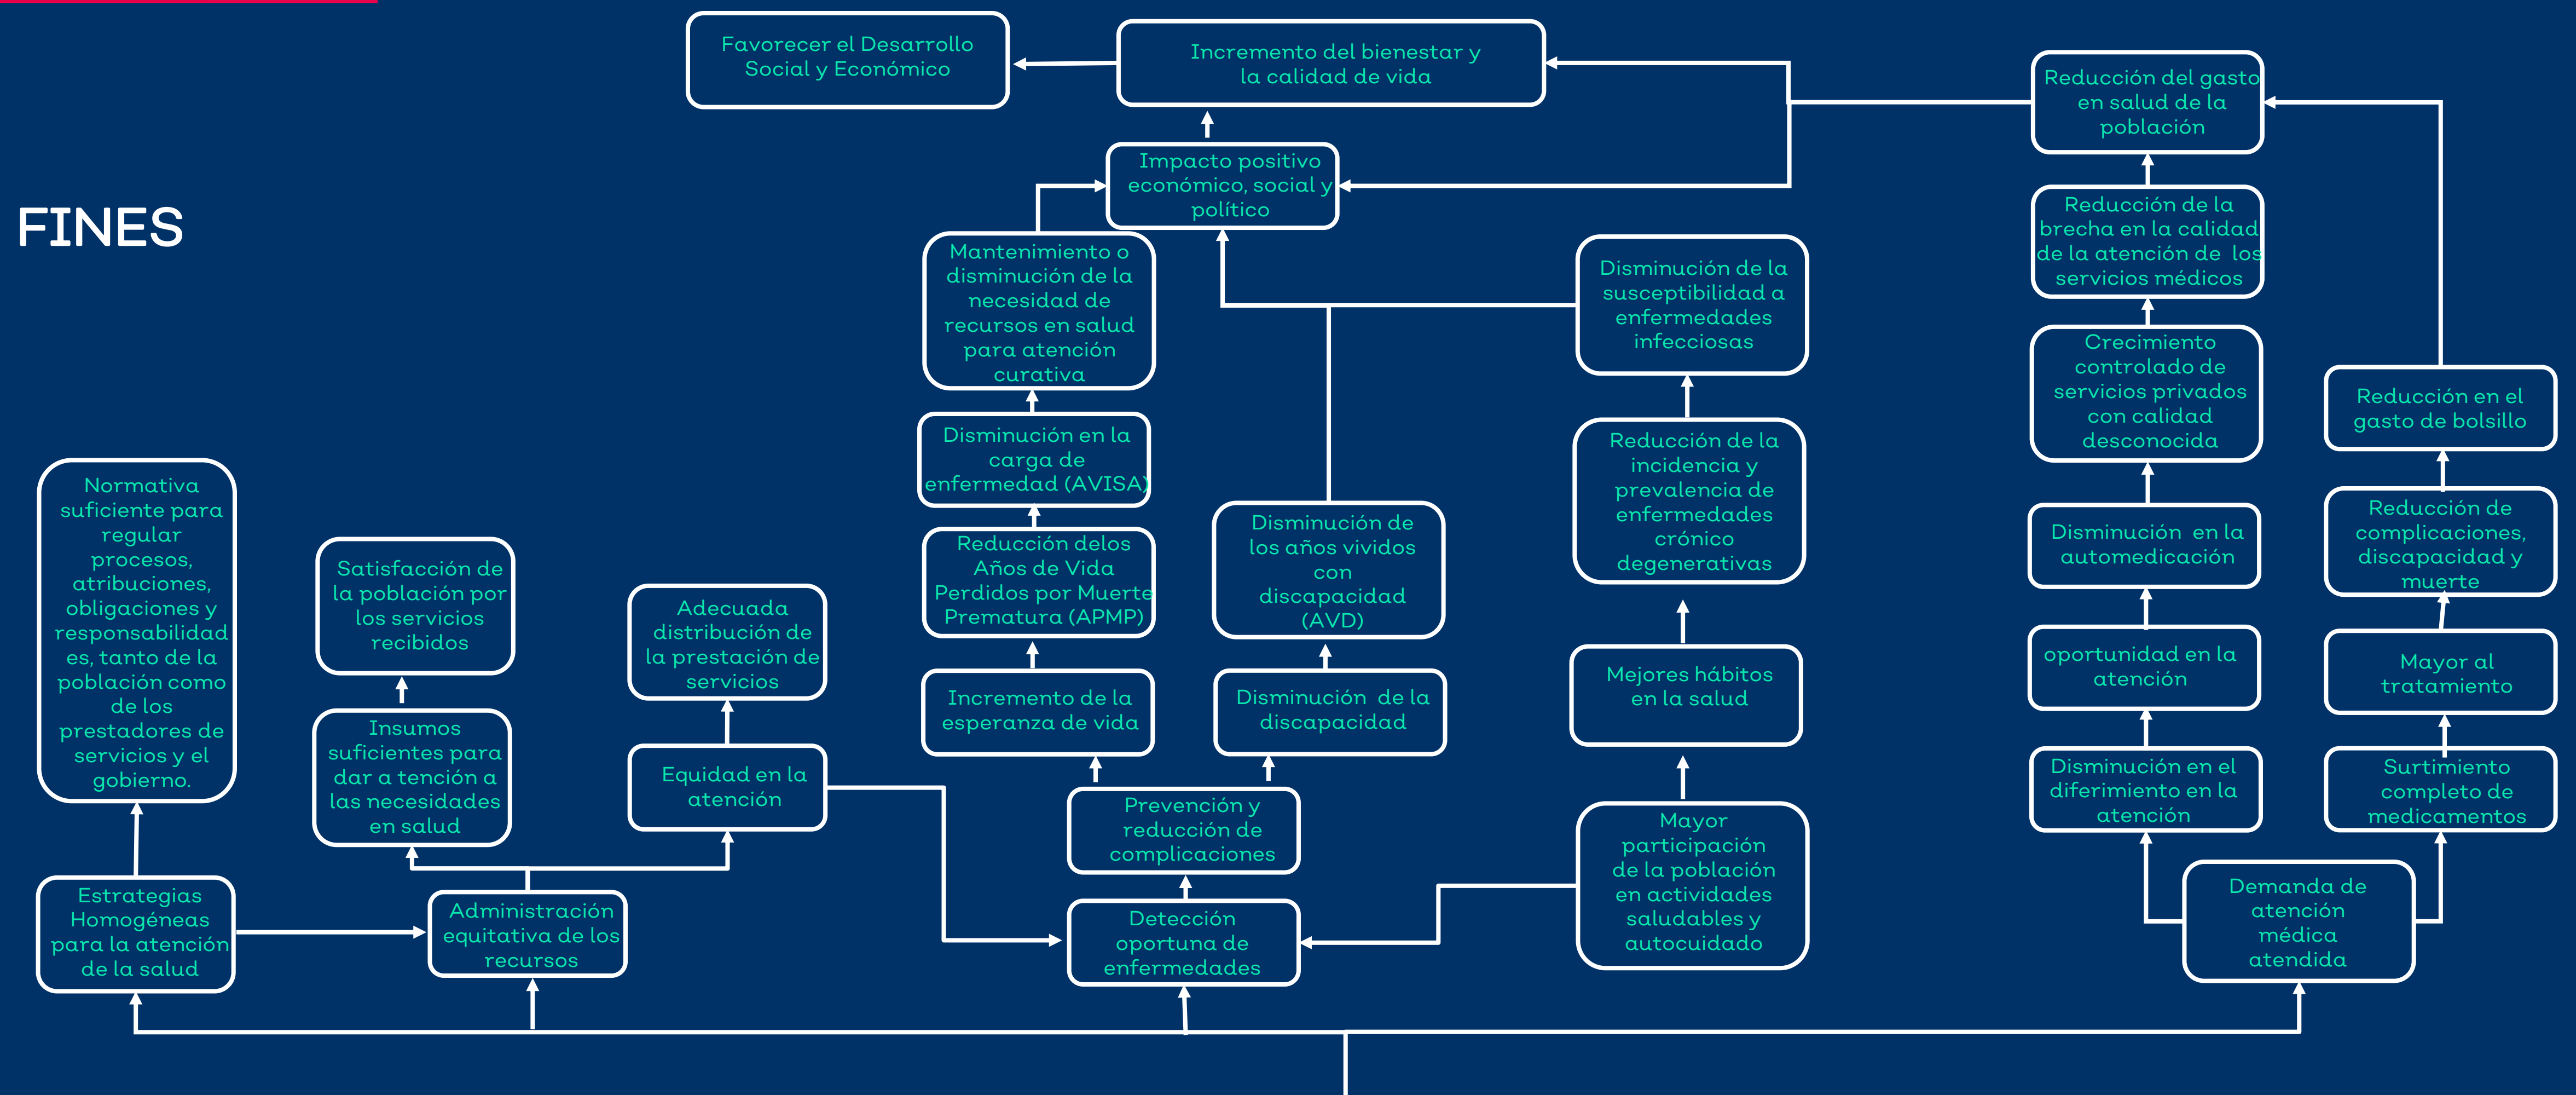 FINES
Favorecer el Desarrollo
Social y Económico
Incremento del bienestar y
la calidad de vida
Reducción del gasto
en salud de la
población
Impacto positivo
económico, social y
político
Reducción de la
brecha en la calidad
de la atención de  los
servicios médicos
Mantenimiento o
disminución de la
necesidad de
recursos en salud
para atención
curativa
Disminución de la
susceptibilidad a
enfermedades
infecciosas
Crecimiento
controlado de
servicios privados
con calidad
desconocida
Reducción en el
gasto de bolsillo
Disminución en la
carga de
enfermedad (AVISA)
Reducción de la
incidencia y
prevalencia de
enfermedades
crónico
degenerativas
Normativa
suficiente para
regular
procesos,
atribuciones,
obligaciones y
responsabilidad
es, tanto de la
población como
de los
prestadores de
servicios y el
gobierno.
Satisfacción de
la población por
los servicios
recibidos
Adecuada
distribución de
la prestación de
servicios
Reducción delos
Años de Vida
Perdidos por Muerte
Prematura (APMP)
Disminución de
los años vividos
con
discapacidad
(AVD)
Disminución  en la
automedicación
Reducción de
complicaciones,
discapacidad y
muerte
Insumos
suficientes para
dar a tención a
las necesidades
en salud
Equidad en la
atención
Incremento de la
esperanza de vida
Disminución  de la
discapacidad
Mejores hábitos
en la salud
oportunidad en la
atención
Mayor al
tratamiento
Prevención y
reducción de
complicaciones
Mayor
participación
de la población
en actividades
saludables y
autocuidado
Disminución en el
diferimiento en la
atención
Surtimiento
completo de
medicamentos
Estrategias
Homogéneas
para la atención
de la salud
Administración
equitativa de los
recursos
Detección
oportuna de
enfermedades
Demanda de
atención
médica
atendida